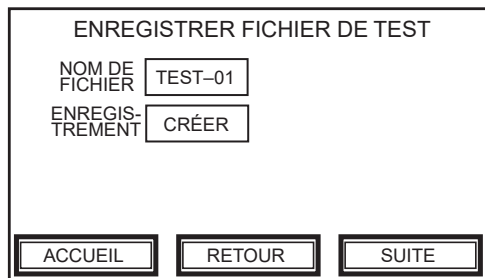 ENREGISTRER FICHIER DE TEST
NOM DE
FICHIER
TEST–01
ENREGIS-
TREMENT
CRÉER
ACCUEIL
RETOUR
SUITE